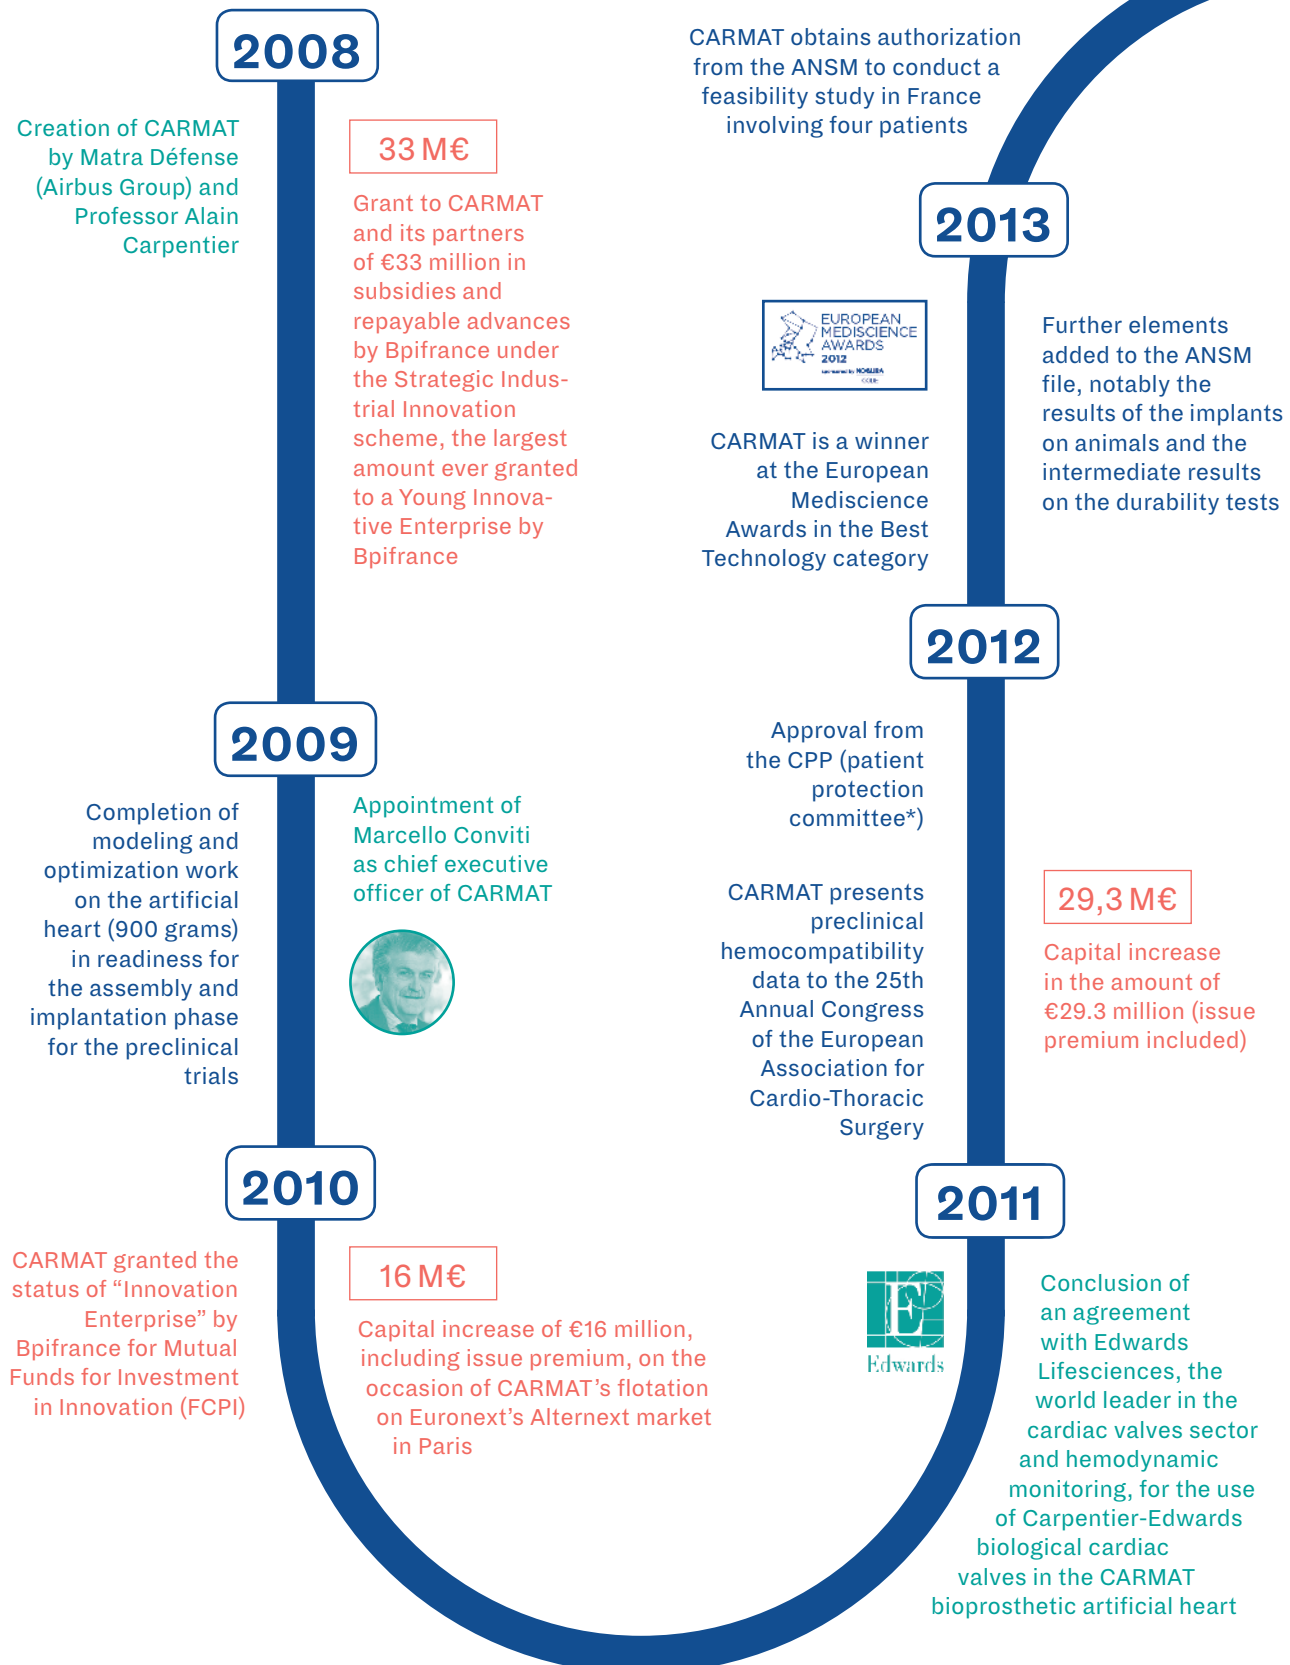 2008
Creation of CARMAT
by Matra Défense
(Airbus Group) and
Professor Alain
Carpentier
33 M€
Grant to CARMAT
and its partners
of €33 million in
subsidies and
repayable advances
by Bpifrance under
the Strategic Indus-
trial Innovation
scheme, the largest
amount ever granted
to a Young Innova-
tive Enterprise by
Bpifrance
2009
Completion of
modeling and
optimization work
on the artificial
heart (900 grams)
in readiness for
the assembly and
implantation phase
for the preclinical
trials
Appointment of
Marcello Conviti
as chief executive
officer of CARMAT
2010
CARMAT granted the
status of “Innovation
Enterprise” by
Bpifrance for Mutual
Funds for Investment
in Innovation (FCPI)
16 M€
Capital increase of €16 million,
including issue premium, on the
occasion of CARMAT’s flotation
on Euronext’s Alternext market
in Paris
CARMAT obtains authorization
from the ANSM to conduct a
feasibility study in France
involving four patients
2013
EUROPEAN
MEDISCIENCE
AWARDS
2012
CARMAT is a winner
at the European
Mediscience
Awards in the Best
Technology category
Further elements
added to the ANSM
file, notably the
results of the implants
on animals and the
intermediate results
on the durability tests
2012
Approval from
the CPP (patient
protection
committee*)
CARMAT presents
preclinical
hemocompatibility
data to the 25th
Annual Congress
of the European
Association for
Cardio-Thoracic
Surgery
29,3 M€
Capital increase
in the amount of
€29.3 million (issue
premium included)
2011
E
Edwards
Conclusion of
an agreement
with Edwards
Lifesciences, the
world leader in the
cardiac valves sector
and hemodynamic
monitoring, for the use
of Carpentier-Edwards
biological cardiac
valves in the CARMAT
bioprosthetic artificial heart